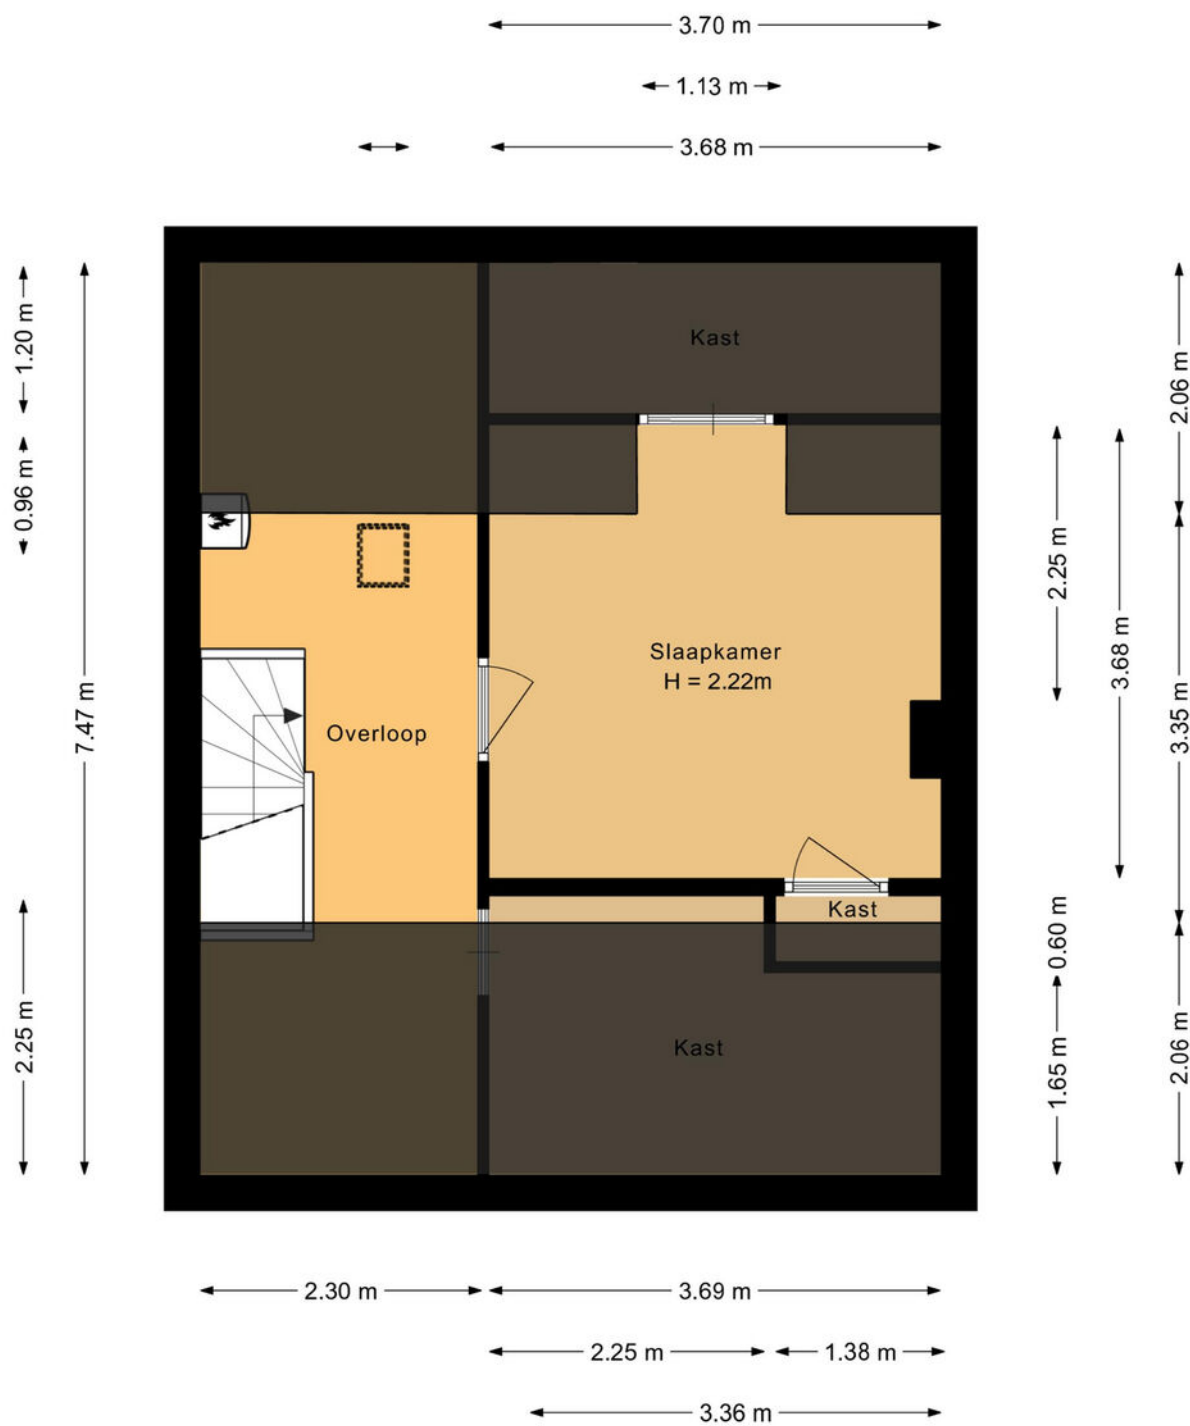 3.70 m
1.13 m
3.68 m
1.20 m
0.96 m
7.47 m
2.25 m
Kast
Slaapkamer
H = 2.22m
Overloop
Kast
Kast
2.06 m
2.25 m
3.68 m
3.35 m
0.60 m
1.65 m
2.06 m
2.30 m
3.69 m
2.25 m
1.38 m
3.36 m